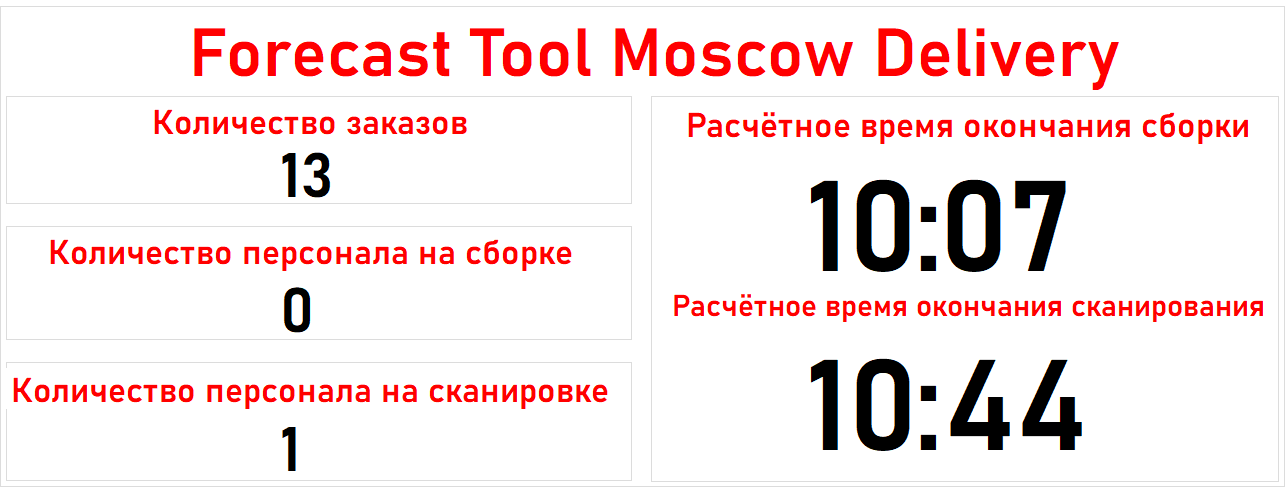 Forecast Tool Moscow Delivery
Количество заказов
13
Количество персонала на сборке
0
Количество персонала на сканировке
1
Расчётное время окончания сборки
10:07
Расчётное время окончания сканирования
10:44